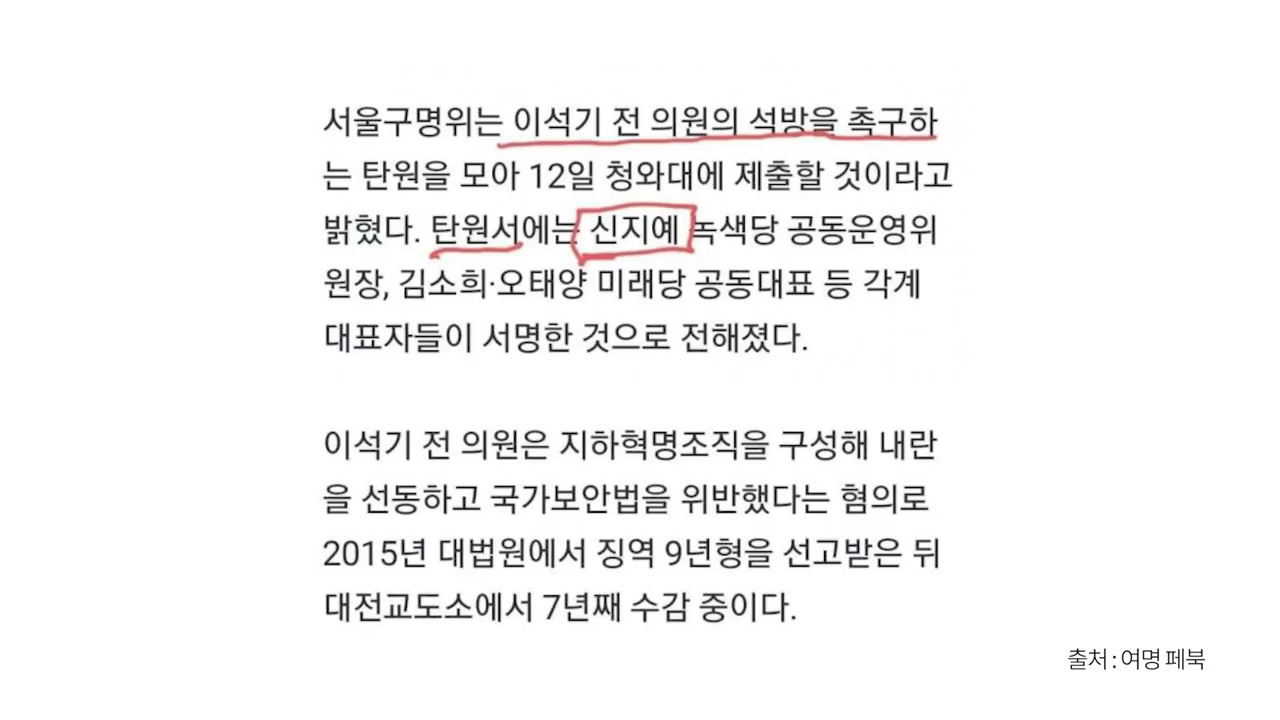 서울구명위는 이석기 전 의원의 석방을 촉구하
는 탄원을 모아 12일 청와대에 제출할 것이라고
밝혔다. 탄원서에는 신지예 녹색당 공동운영위
원장, 김소희·오태양 미래당 공동대표 등 각계
대표자들이 서명한 것으로 전해졌다.
이석기 전 의원은 지하혁명조직을 구성해 내란
을 선동하고 국가보안법을 위반했다는 혐의로
2015년 대법원에서 징역 9년형을 선고받은 뒤
대전교도소에서 7년째 수감 중이다.
출처 : 여명 페북